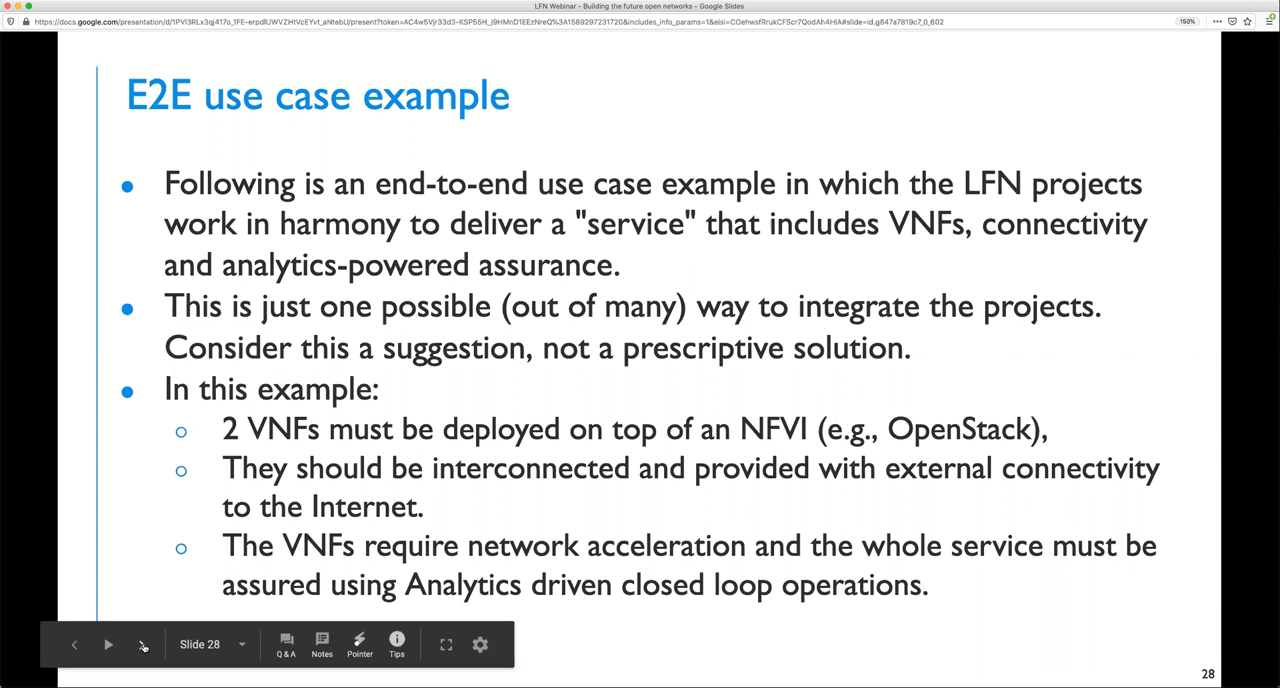 LFN Webinar - Building the future open networks - Google Slides
150%
E2E use case example
Following is an end-to-end use case example in which the LFN projects
work in harmony to deliver a "service" that includes VNFs, connectivity
and analytics-powered assurance.
This is just one possible (out of many) way to integrate the projects.
Consider this a suggestion, not a prescriptive solution.
In this example:
2 VNFs must be deployed on top of an NFVI (e.g., OpenStack),
They should be interconnected and provided with external connectivity
to the Internet.
The VNFs require network acceleration and the whole service must be
assured using Analytics driven closed loop operations.
Slide 28
Q & A
Notes
Pointer
Tips
28